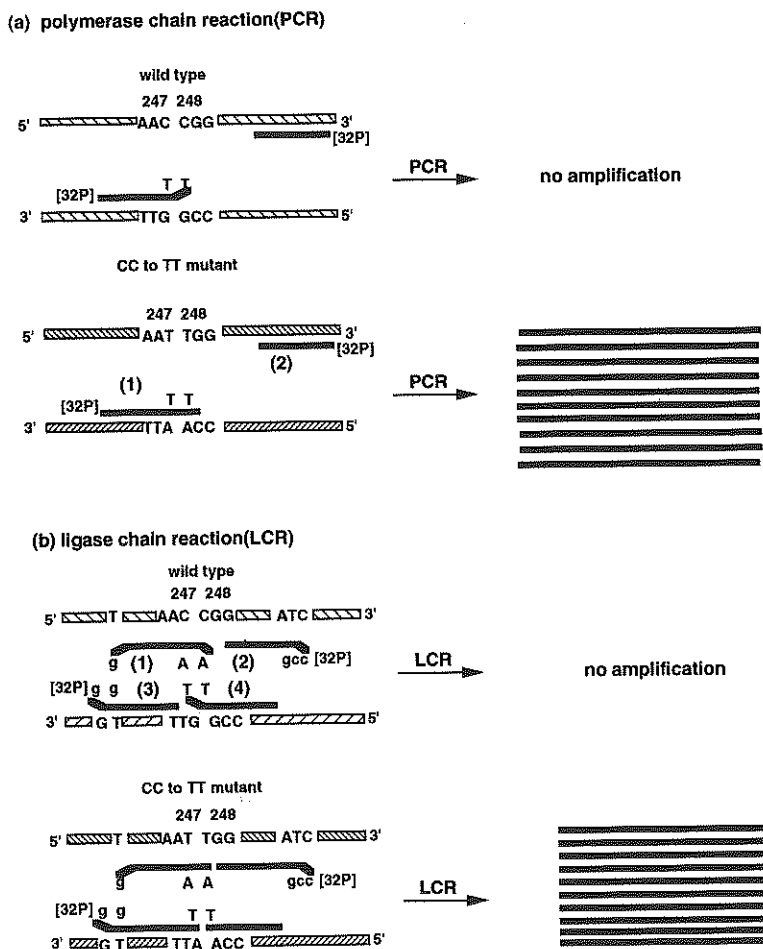 (a) polymerase chain reaction(PCR)
wild type
247 248
5' AAC CGG 3'
[32P]
T T
[32P]
3' TTG GCC 5'
PCR
no amplification
CC to TT mutant
247 248
5' AAT TGG 3'
[32P]
(2)
(1)
T T
[32P]
3' TTA ACC 5'
PCR
(b) ligase chain reaction(LCR)
wild type
247 248
5' T AAC CGG ATC 3'
g (1) A A (2) gcc [32P]
[32P] g g (3) T T (4)
3' G T TTG GCC 5'
LCR
no amplification
CC to TT mutant
247 248
5' T AAT TGG ATC 3'
g A A gcc [32P]
[32P] g g T T
3' G T TTA ACC 5'
LCR